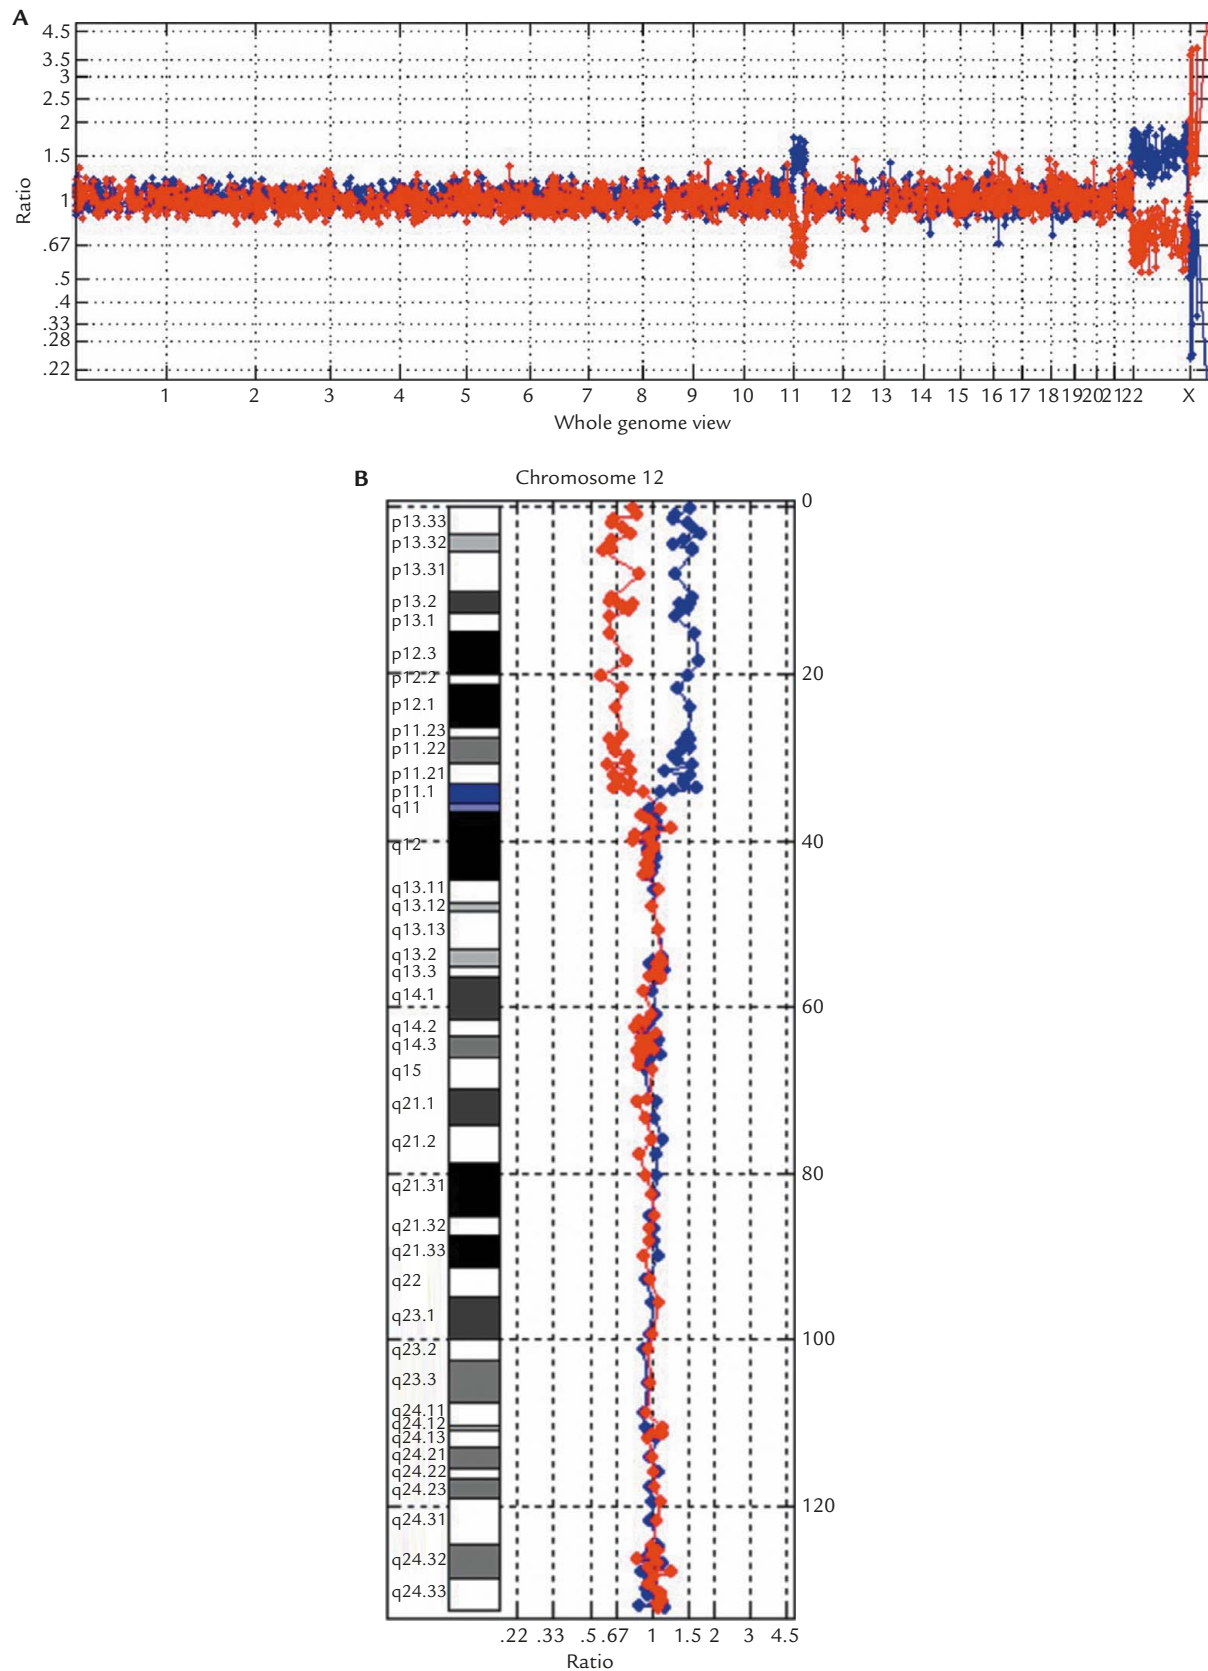 A
4.5
3.5
3
2.5
2
1.5
1
.67
.5
.4
.33
.28
.22
Ratio
1 2 3 4 5 6 7 8 9 10 11 12 13 14 15 16 17 18 19 20 21 22 X
Whole genome view
B
Chromosome 12
0
p13.33
p13.32
p13.31
p13.2
p13.1
p12.3
20
p12.2
p12.1
p11.23
p11.22
p11.21
p11.1
q11
40
q12
q13.11
q13.12
q13.13
q13.2
q13.3
q14.1
60
q14.2
q14.3
q15
q21.1
q21.2
80
q21.31
q21.32
q21.33
q22
q23.1
100
q23.2
q23.3
q24.11
q24.12
q24.13
q24.21
q24.22
q24.23
120
q24.31
q24.32
q24.33
.22 .33 .5 .67 1 1.5 2 3 4.5
Ratio